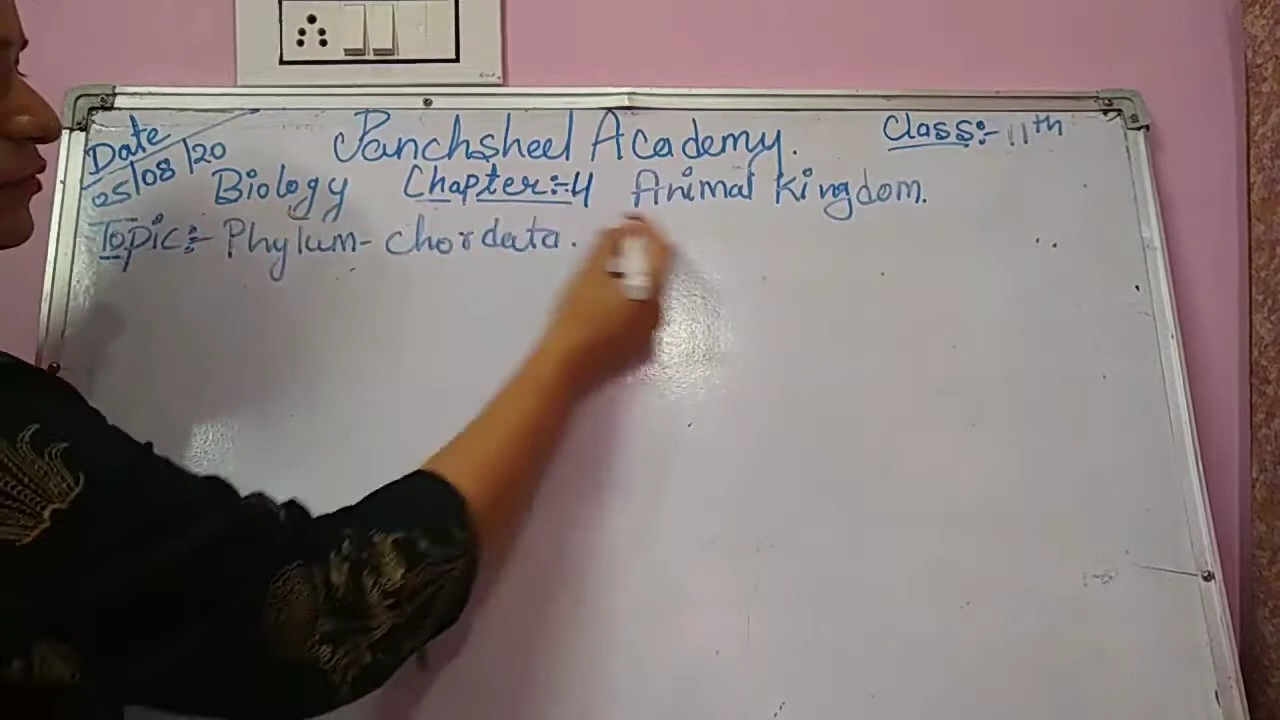 Date
05/08/20
Panchsheel Academy.
Class:- 11th
Biology Chapter:-4 Animal Kingdom.
Topic:- Phylum- Chordata.